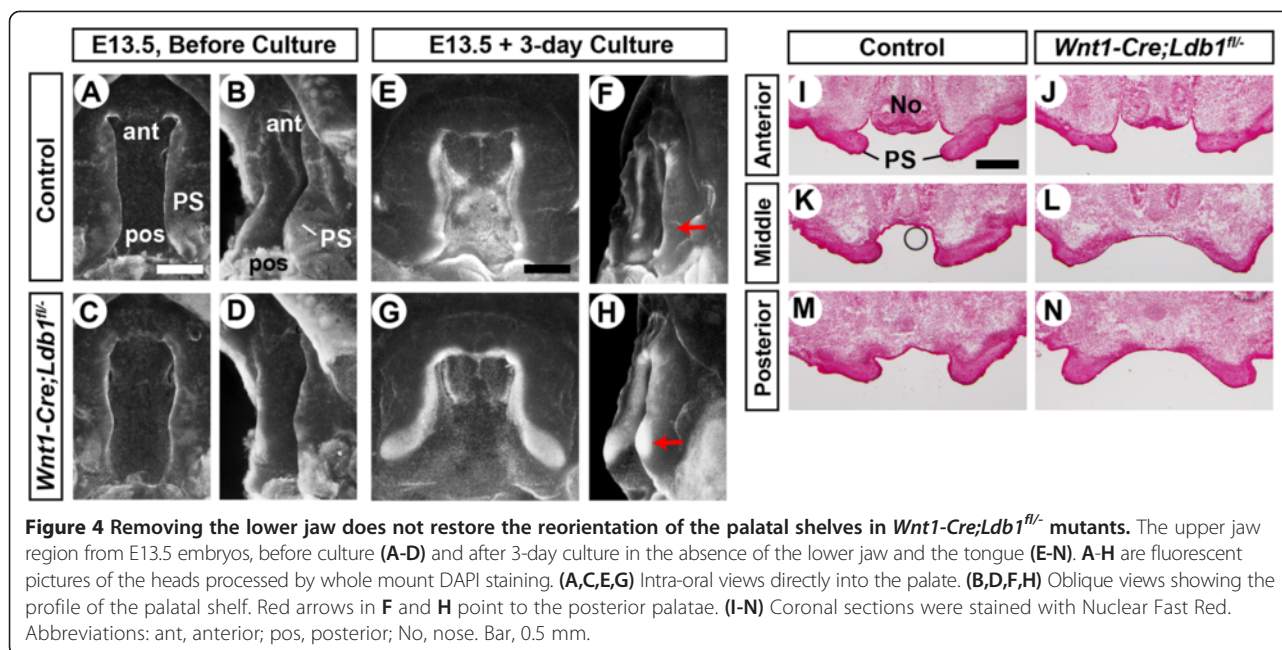 E13.5, Before Culture
E13.5 + 3-day Culture
Control
Wnt1-Cre;Ldb1fl/-
Control
A
ant
PS
pos
B
ant
PS
pos
E
F
Wnt1-Cre;Ldb1fl/-
C
D
G
H
Anterior
I
No
PS
J
Middle
K
L
Posterior
M
N
Figure 4 Removing the lower jaw does not restore the reorientation of the palatal shelves in Wnt1-Cre;Ldb1fl/- mutants. The upper jaw
region from E13.5 embryos, before culture (A-D) and after 3-day culture in the absence of the lower jaw and the tongue (E-N). A-H are fluorescent
pictures of the heads processed by whole mount DAPI staining. (A,C,E,G) Intra-oral views directly into the palate. (B,D,F,H) Oblique views showing the
profile of the palatal shelf. Red arrows in F and H point to the posterior palatae. (I-N) Coronal sections were stained with Nuclear Fast Red.
Abbreviations: ant, anterior; pos, posterior; No, nose. Bar, 0.5 mm.